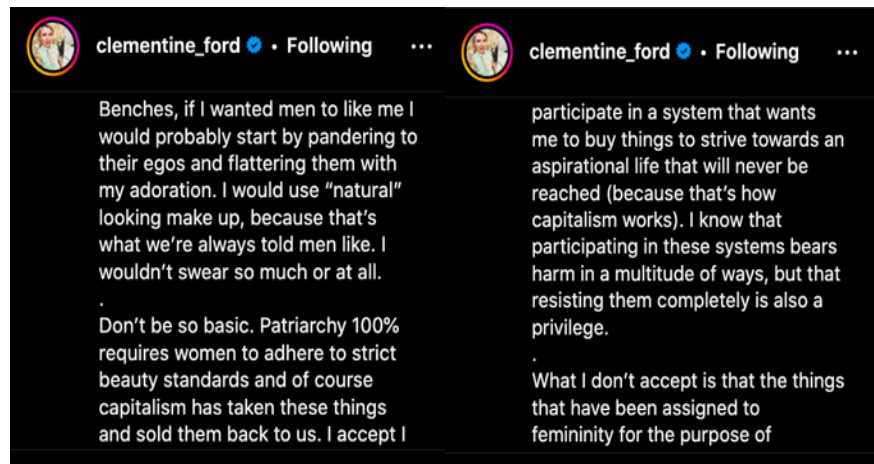 clementine_ford • Following
Benches, if I wanted men to like me I
would probably start by pandering to
their egos and flattering them with
my adoration. I would use “natural”
looking make up, because that’s
what we’re always told men like. I
wouldn’t swear so much or at all.
.
Don’t be so basic. Patriarchy 100%
requires women to adhere to strict
beauty standards and of course
capitalism has taken these things
and sold them back to us. I accept I
clementine_ford • Following
participate in a system that wants
me to buy things to strive towards an
aspirational life that will never be
reached (because that’s how
capitalism works). I know that
participating in these systems bears
harm in a multitude of ways, but that
resisting them completely is also a
privilege.
.
What I don’t accept is that the things
that have been assigned to
femininity for the purpose of